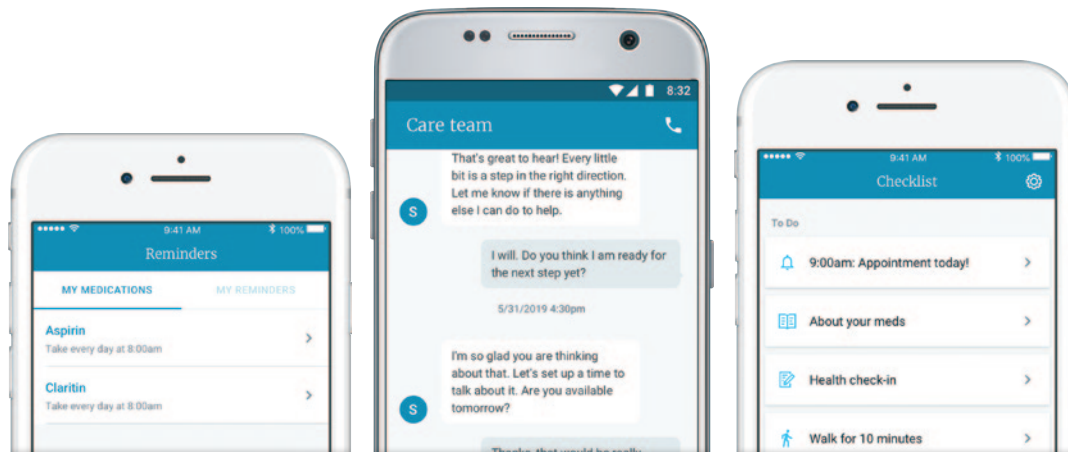 9:41 AM
100%
Reminders
MY MEDICATIONS
MY REMINDERS
Aspirin
Take every day at 8:00am
Claritin
Take every day at 8:00am
8:32
Care team
That's great to hear! Every little
bit is a step in the right direction.
Let me know if there is anything
else I can do to help.
S
I will. Do you think I am ready for
the next step yet?
5/31/2019 4:30pm
I'm so glad you are thinking
about that. Let's set up a time to
talk about it. Are you available
tomorrow?
S
Thanks, that would be really
9:41 AM
100%
Checklist
To Do
9:00am: Appointment today!
About your meds
Health check-in
Walk for 10 minutes